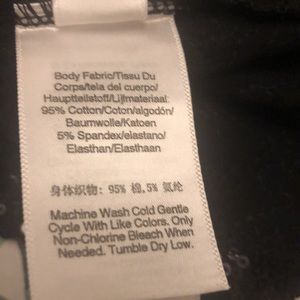 Body Fabric/Tissu Du
Corps/tela del cuerpo/
Hauptteilstoff/Lijfmateriaal:
95% Cotton/Coton/algodón/
Baumwolle/Katoen
5% Spandex/elastano/
Elasthan/Elasthaan
身体织物: 95% 棉,5% 氨纶
Machine Wash Cold Gentle
Cycle With Like Colors. Only
Non-Chlorine Bleach When
Needed. Tumble Dry Low.